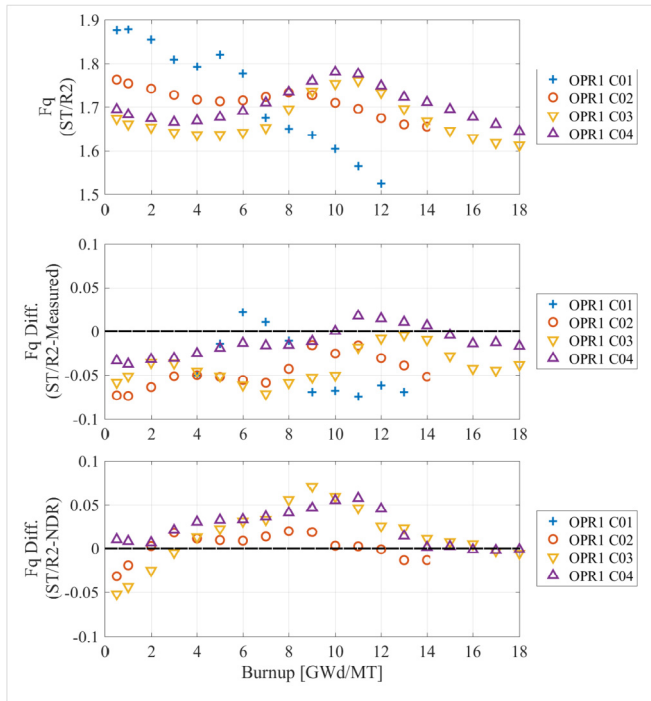 1.9
1.8
1.7
1.6
1.5
Fq
(ST/R2)
0 2 4 6 8 10 12 14 16 18
OPR1 C01
OPR1 C02
OPR1 C03
OPR1 C04
0.1
0.05
0
-0.05
-0.1
Fq Diff.
(ST/R2-Measured)
0 2 4 6 8 10 12 14 16 18
OPR1 C01
OPR1 C02
OPR1 C03
OPR1 C04
0.1
0.05
0
-0.05
-0.1
Fq Diff.
(ST/R2-NDR)
0 2 4 6 8 10 12 14 16 18
OPR1 C01
OPR1 C02
OPR1 C03
OPR1 C04
Burnup [GWd/MT]